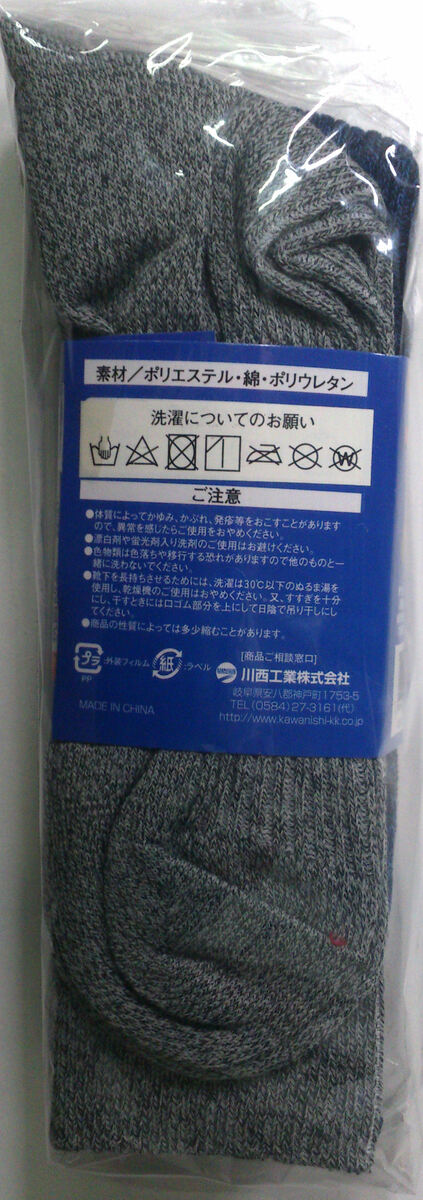 素材/ポリエステル・綿・ポリウレタン
洗濯についてのお願い
ご注意
●体質によってかゆみ、かぶれ、発疹等をおこすことがあります
ので、異常を感じたらご使用をおやめください。
●漂白剤や蛍光剤入り洗剤のご使用はお避けください。
●色物類は色落ちや移行する恐れがありますので他のものと一
緒に洗わないでください。
●靴下を長持ちさせるためには、洗濯は30℃以下のぬるま湯を
使用し、乾燥機のご使用はおやめください。又、すすぎを十分
にし、干すときには口ゴム部分を上にして日陰で吊り干しにし
てください。
●商品の性質によっては多少縮むことがあります。
プラ :外装フィルム 紙 :ラベル
PP
[商品ご相談窓口]
川西工業株式会社
岐阜県安八郡神戸町1753-5
TEL (0584)27-3161(代)
http://www.kawanishi-kk.co.jp
MADE IN CHINA